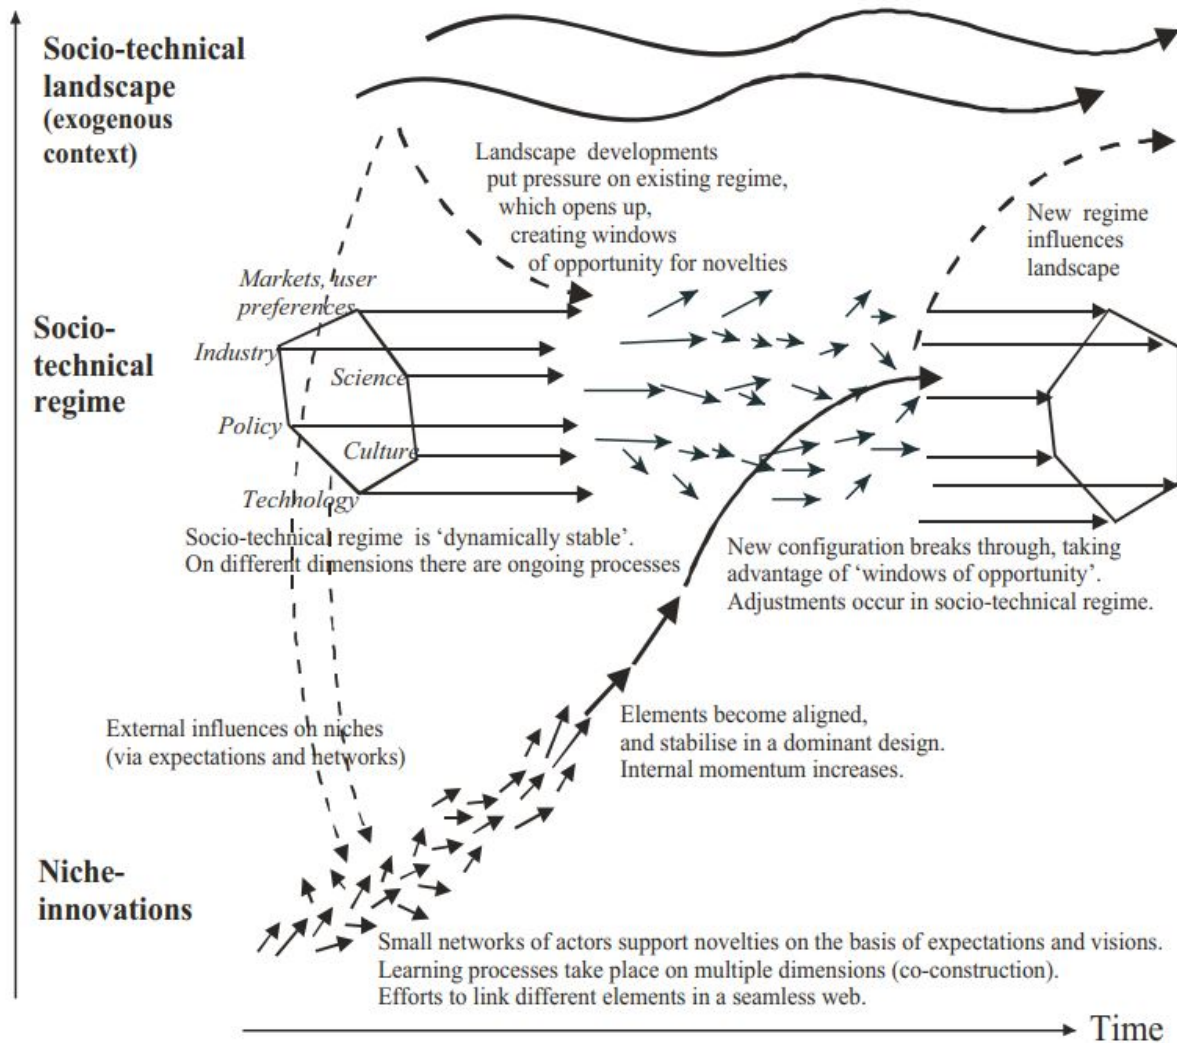 Socio-technical
landscape
(exogenous
context)
Landscape developments
put pressure on existing regime,
which opens up,
creating windows
of opportunity for novelties
New regime
influences
landscape
Markets, user
preferences
Industry
Science
Policy
Culture
Technology
Socio-
technical
regime
Socio-technical regime is ‘dynamically stable’.
On different dimensions there are ongoing processes
New configuration breaks through, taking
advantage of ‘windows of opportunity’.
Adjustments occur in socio-technical regime.
External influences on niches
(via expectations and networks)
Elements become aligned,
and stabilise in a dominant design.
Internal momentum increases.
Niche-
innovations
Small networks of actors support novelties on the basis of expectations and visions.
Learning processes take place on multiple dimensions (co-construction).
Efforts to link different elements in a seamless web.
Time